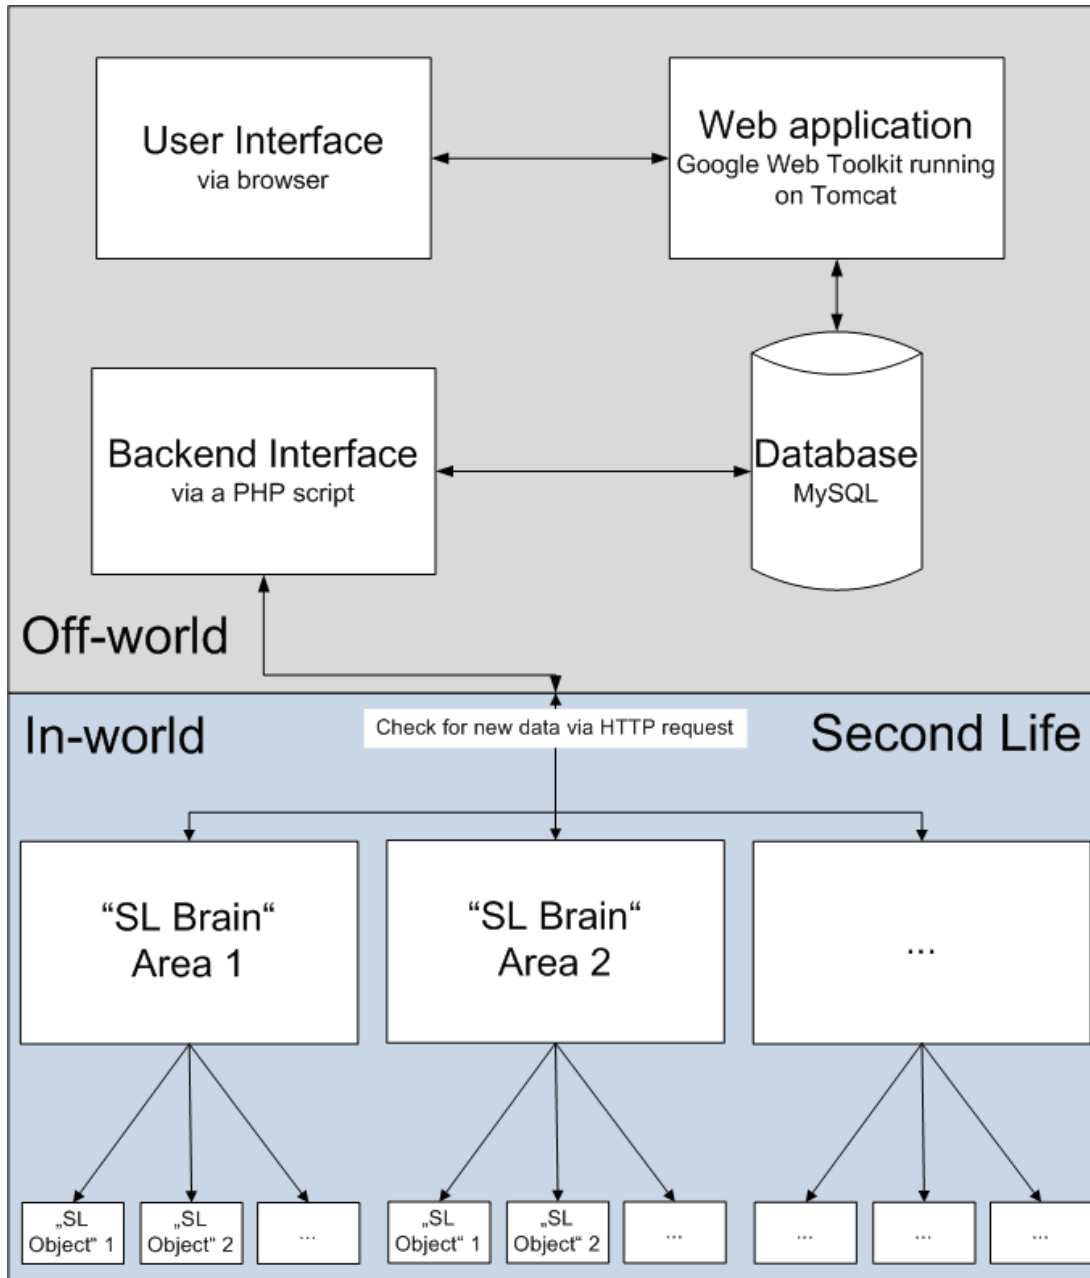 User Interface
via browser
Web application
Google Web Toolkit running
on Tomcat
Backend Interface
via a PHP script
Database
MySQL
Off-world
In-world
Check for new data via HTTP request
Second Life
“SL Brain“
Area 1
“SL Brain“
Area 2
...
„SL
Object“ 1
„SL
Object“ 2
...
„SL
Object“ 1
„SL
Object“ 2
...
...
...
...